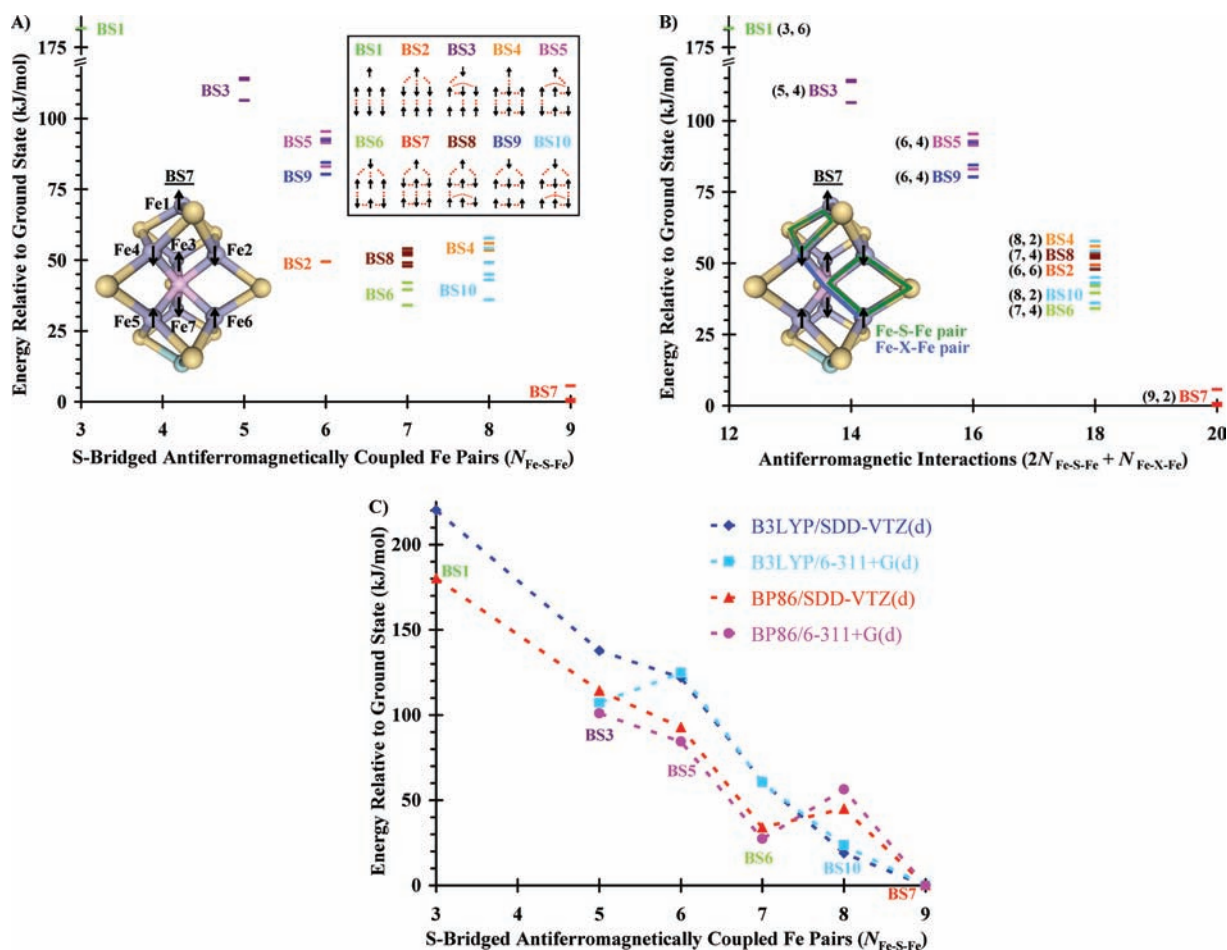 A)
Energy Relative to Ground State (kJ/mol)
175
100
75
50
25
0
3 4 5 6 7 8 9
S-Bridged Antiferromagnetically Coupled Fe Pairs (N Fe-S-Fe)
BS1
BS3
BS5
BS9
BS2
BS8
BS6
BS4
BS10
BS7
BS1 BS2 BS3 BS4 BS5
BS6 BS7 BS8 BS9 BS10
BS7
Fe1
Fe4 Fe3 Fe2
Fe5 Fe7 Fe6
B)
Energy Relative to Ground State (kJ/mol)
175
100
75
50
25
0
12 14 16 18 20
Antiferromagnetic Interactions (2N Fe-S-Fe + N Fe-X-Fe)
BS1 (3, 6)
(5, 4) BS3
(6, 4) BS5
(6, 4) BS9
(8, 2) BS4
(7, 4) BS8
(6, 6) BS2
(8, 2) BS10
(7, 4) BS6
(9, 2) BS7
BS7
Fe-S-Fe pair
Fe-X-Fe pair
C)
Energy Relative to Ground State (kJ/mol)
200
150
100
50
0
3 4 5 6 7 8 9
S-Bridged Antiferromagnetically Coupled Fe Pairs (N Fe-S-Fe)
B3LYP/SDD-VTZ(d)
B3LYP/6-311+G(d)
BP86/SDD-VTZ(d)
BP86/6-311+G(d)
BS1
BS3
BS5
BS6
BS10
BS7